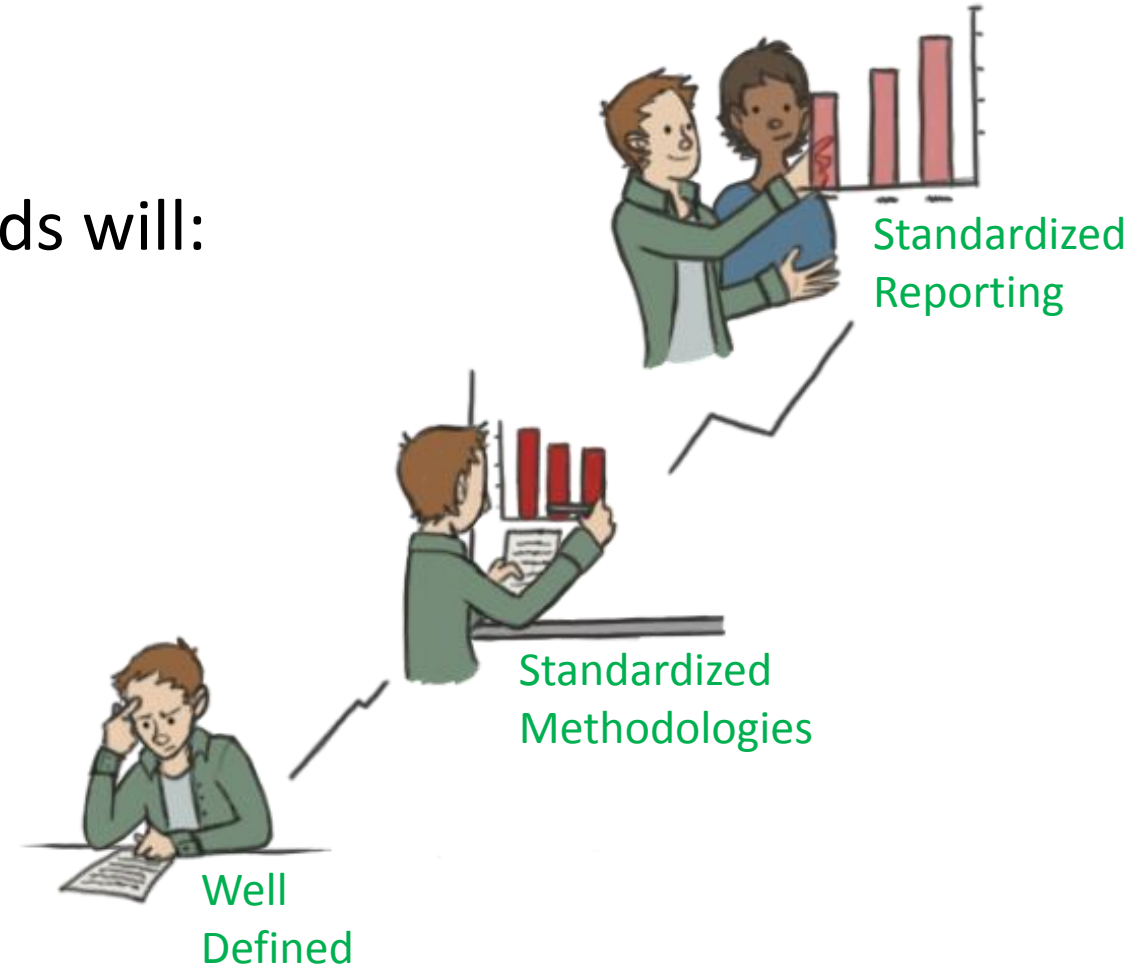 ds will:
Standardized
Reporting
Standardized
Methodologies
Well
Defined